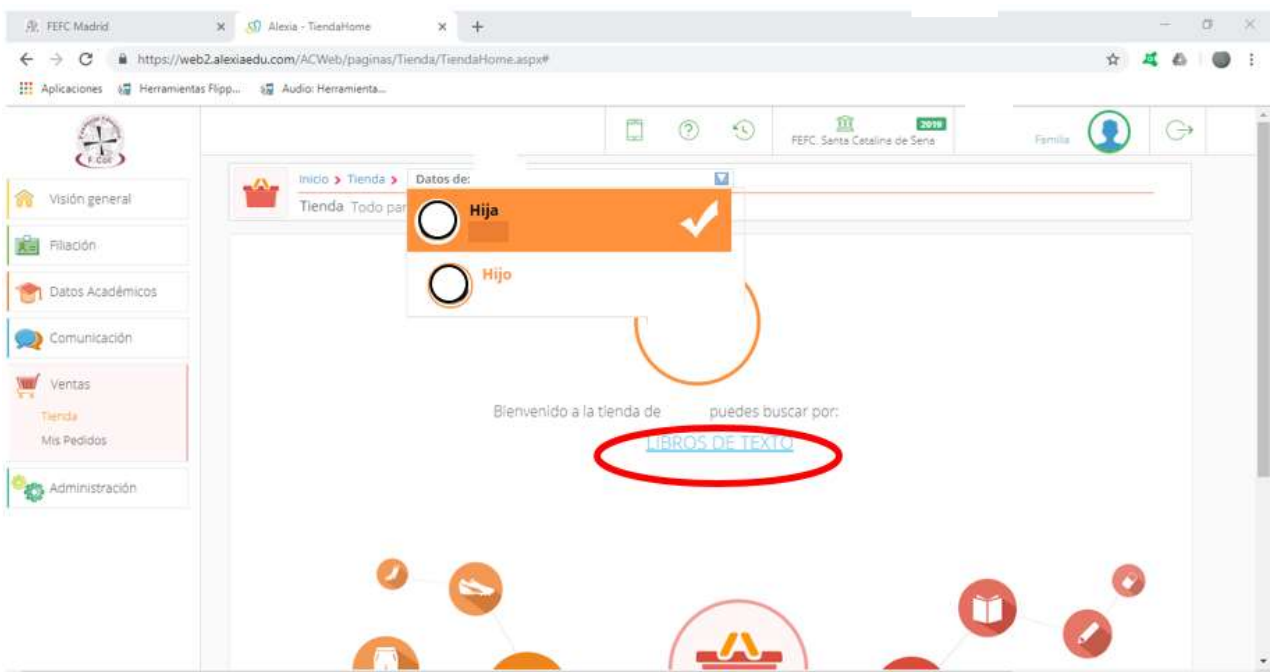 FEFC Madrid
Alexia - TiendaHome
https://web2.alexiaedu.com/ACWeb/paginas/Tienda/TiendaHome.aspx#
Aplicaciones Herramientas Flipp... Audio: Herramienta...
F. Col
2019
FEFC. Santa Catalina de Sena
Familia
Inicio > Tienda > Datos de:
Tienda Todo par
Hija
Hijo
Visión general
Filiación
Datos Académicos
Comunicación
Ventas
Tienda
Mis Pedidos
Administración
Bienvenido a la tienda de puedes buscar por:
LIBROS DE TEXTO